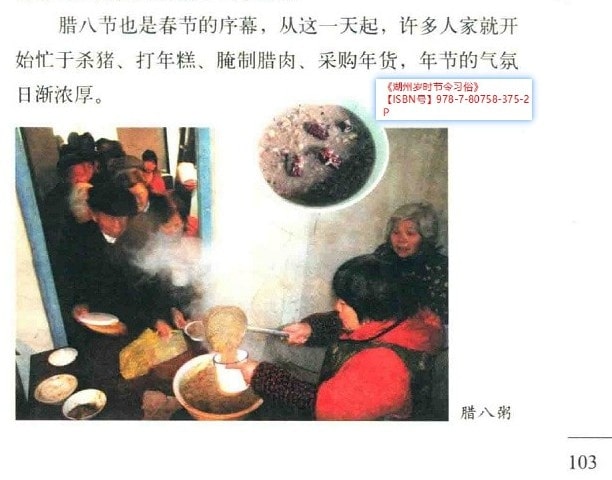 腊八节也是春节的序幕，从这一天起，许多人家就开
始忙于杀猪、打年糕、腌制腊肉、采购年货，年节的气氛
日渐浓厚。
《湖州岁时节令习俗》
【ISBN号】978-7-80758-375-2
P
腊八粥
103